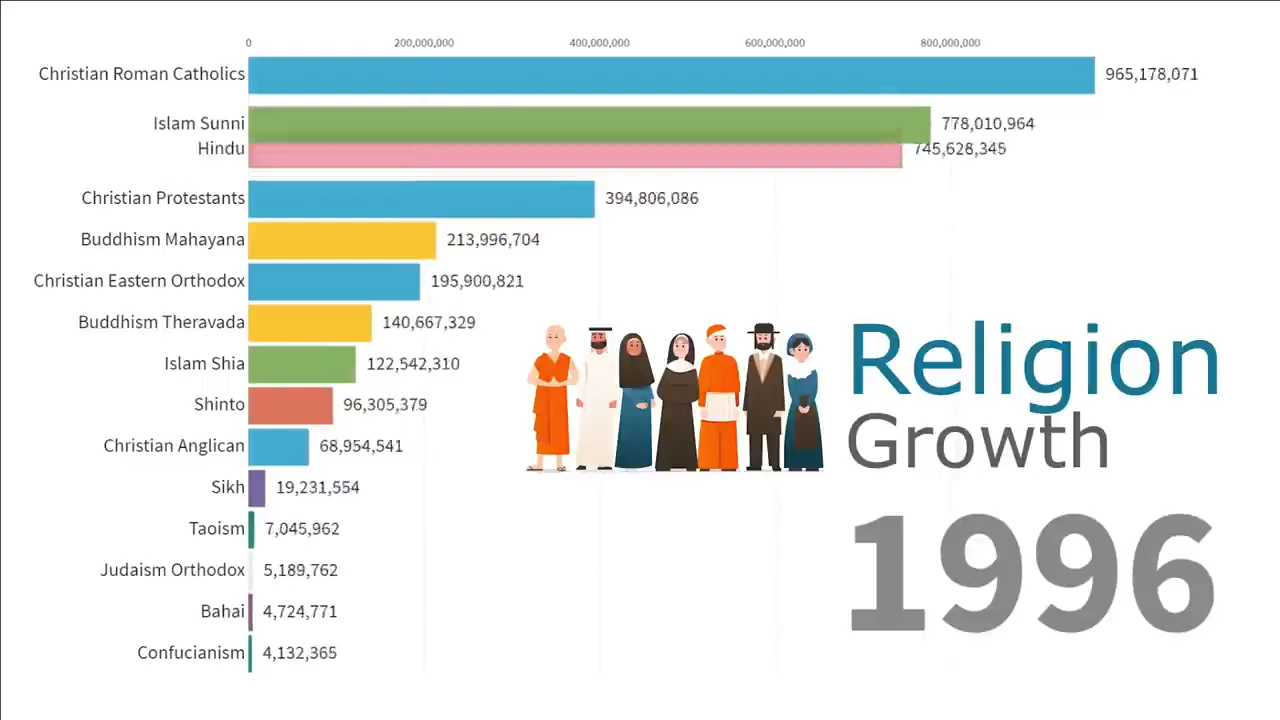 0 200,000,000 400,000,000 600,000,000 800,000,000
Christian Roman Catholics 965,178,071
Islam Sunni 778,010,964
Hindu 745,628,345
Christian Protestants 394,806,086
Buddhism Mahayana 213,996,704
Christian Eastern Orthodox 195,900,821
Buddhism Theravada 140,667,329
Islam Shia 122,542,310
Shinto 96,305,379
Christian Anglican 68,954,541
Sikh 19,231,554
Taoism 7,045,962
Judaism Orthodox 5,189,762
Bahai 4,724,771
Confucianism 4,132,365
Religion
Growth
1996